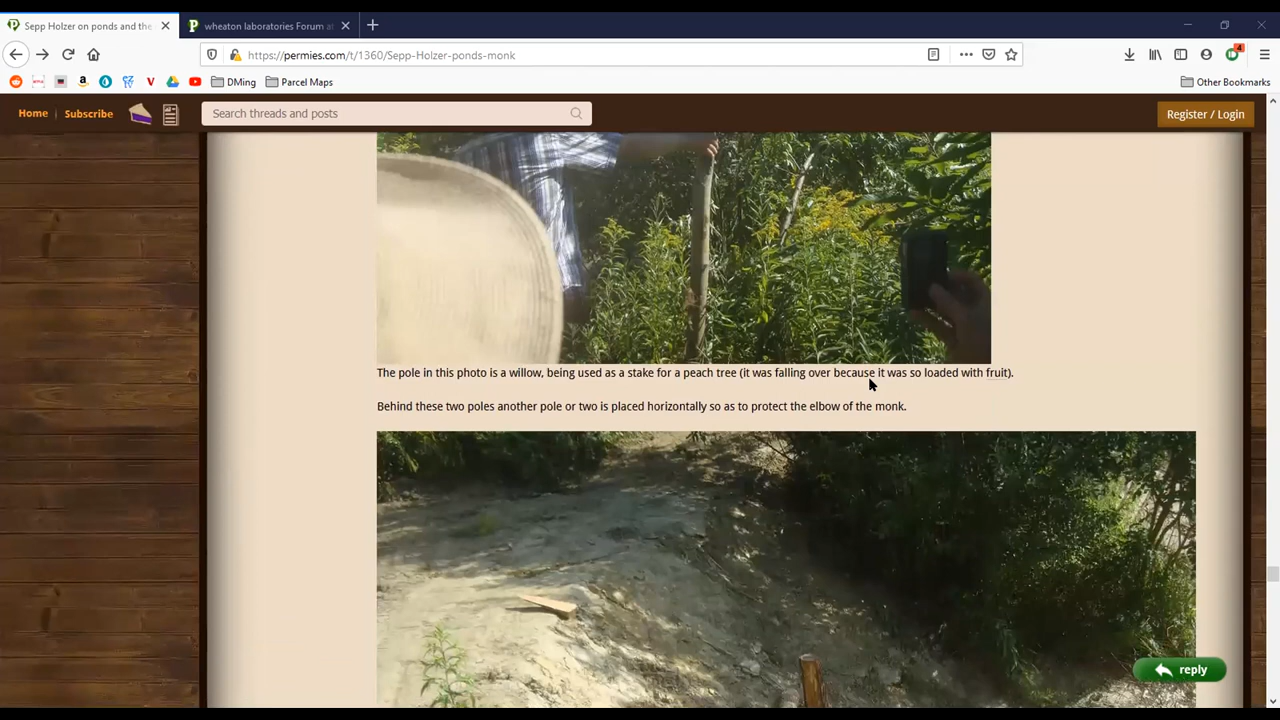 Sepp Holzer on ponds and the
wheaton laboratories Forum at
https://permies.com/t/1360/Sepp-Holzer-ponds-monk
4
DMing
Parcel Maps
Other Bookmarks
Home | Subscribe
Search threads and posts
Register / Login
The pole in this photo is a willow, being used as a stake for a peach tree (it was falling over because it was so loaded with fruit).
Behind these two poles another pole or two is placed horizontally so as to protect the elbow of the monk.
reply